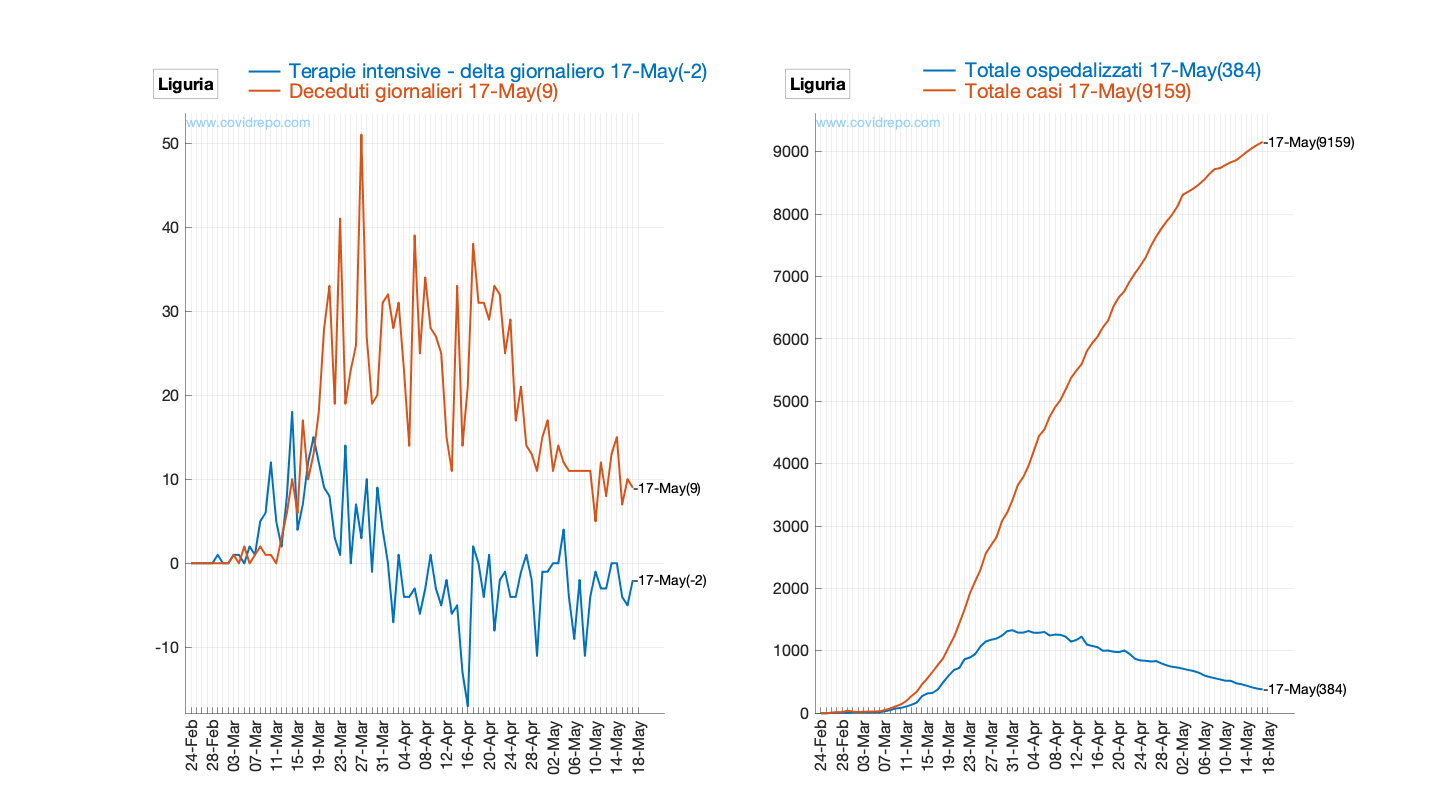 Liguria
Terapie intensive - delta giornaliero 17-May(-2)
Deceduti giornalieri 17-May(9)
www.covidrepo.com
50
40
30
20
10
0
-10
-17-May(9)
-17-May(-2)
24-Feb
28-Feb
03-Mar
07-Mar
11-Mar
15-Mar
19-Mar
23-Mar
27-Mar
31-Mar
04-Apr
08-Apr
12-Apr
16-Apr
20-Apr
24-Apr
28-Apr
02-May
06-May
10-May
14-May
18-May
Liguria
Totale ospedalizzati 17-May(384)
Totale casi 17-May(9159)
www.covidrepo.com
9000
8000
7000
6000
5000
4000
3000
2000
1000
0
-17-May(9159)
-17-May(384)
24-Feb
28-Feb
03-Mar
07-Mar
11-Mar
15-Mar
19-Mar
23-Mar
27-Mar
31-Mar
04-Apr
08-Apr
12-Apr
16-Apr
20-Apr
24-Apr
28-Apr
02-May
06-May
10-May
14-May
18-May